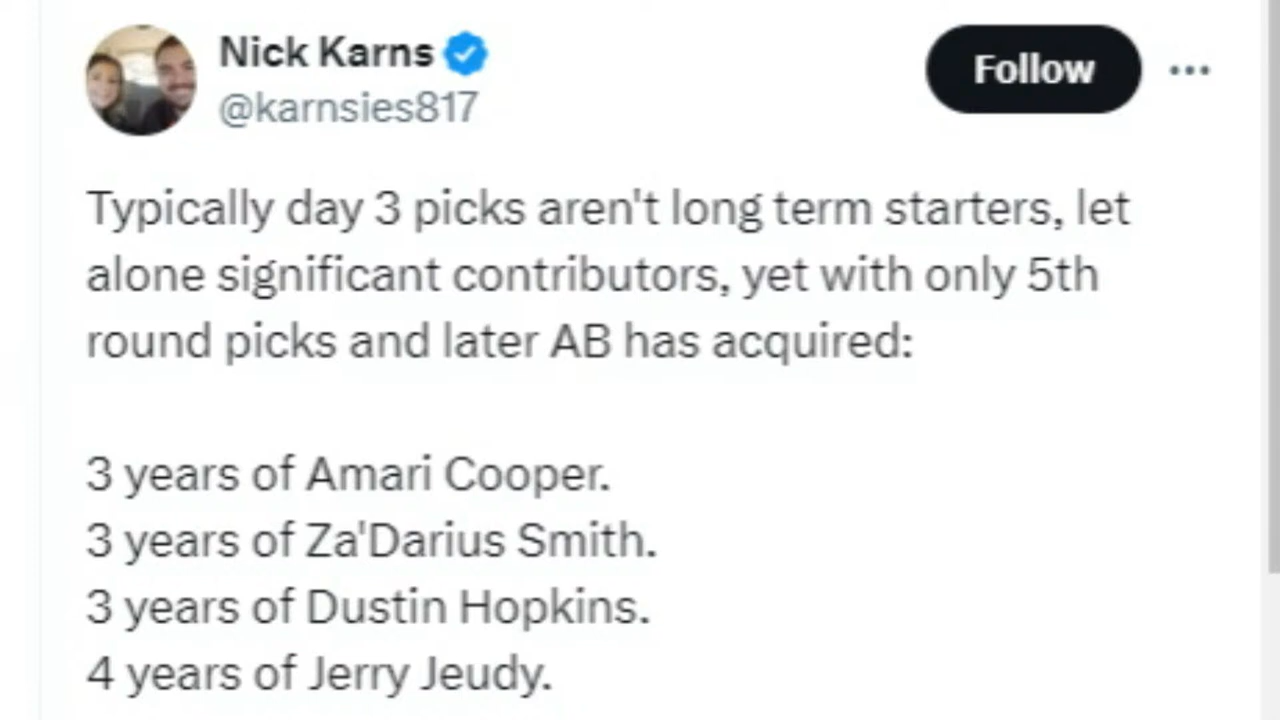 Nick Karns
Follow
@karnsies817
Typically day 3 picks aren't long term starters, let
alone significant contributors, yet with only 5th
round picks and later AB has acquired:
3 years of Amari Cooper.
3 years of Za'Darius Smith.
3 years of Dustin Hopkins.
4 years of Jerry Jeudy.